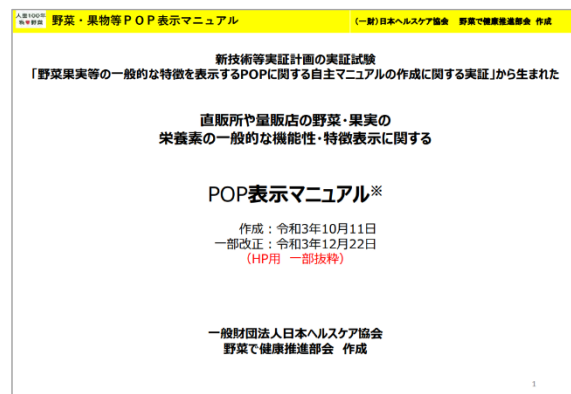 人生100年
野菜・果物等POP表示マニュアル
(一財)日本ヘルスケア協会 野菜で健康推進部会 作成
新技術等実証計画の実証試験
「野菜果実等の一般的な特徴を表示するPOPに関する自主マニュアルの作成に関する実証」から生まれた
直販所や量販店の野菜・果実の
栄養素の一般的な機能性・特徴表示に関する
POP表示マニュアル※
作成：令和3年10月11日
一部改正：令和3年12月22日
（HP用 一部抜粋）
一般財団法人日本ヘルスケア協会
野菜で健康推進部会 作成
1